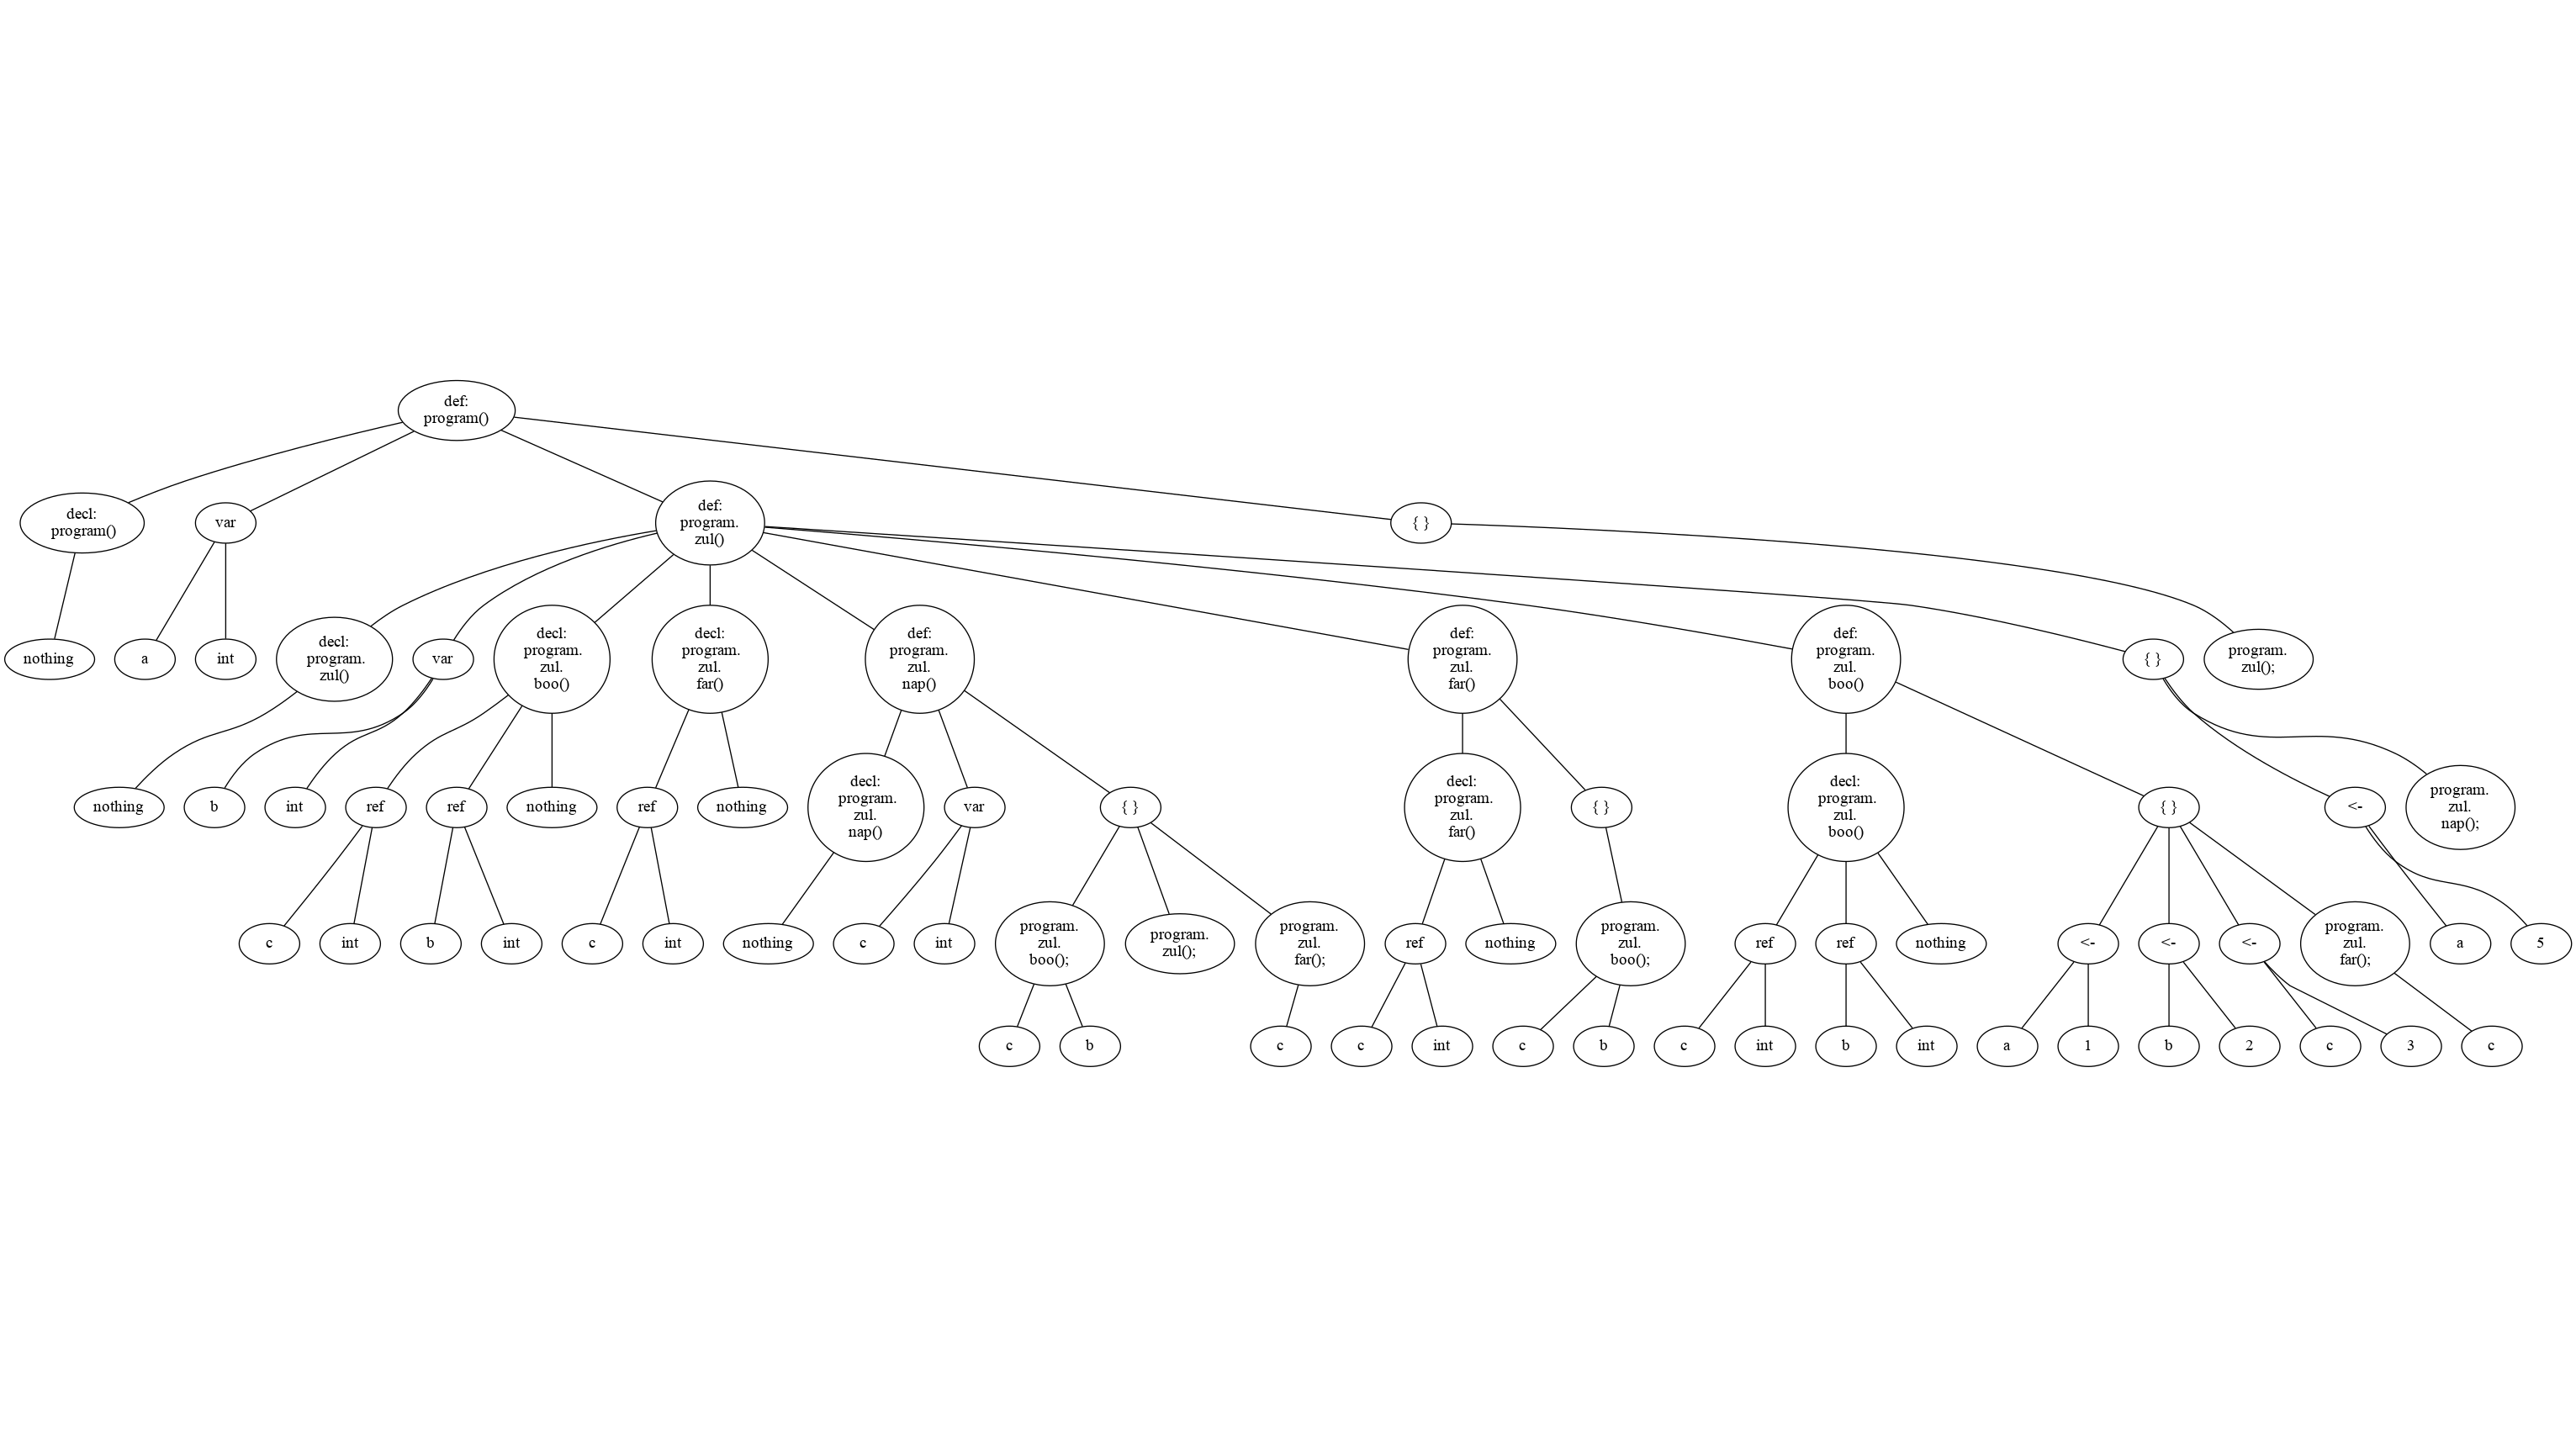 def:
program()
decl:
program()
var
def:
program.
zul()
{ }
nothing
a
int
decl:
program.
zul()
var
decl:
program.
zul.
boo()
decl:
program.
zul.
far()
def:
program.
zul.
nap()
def:
program.
zul.
far()
def:
program.
zul.
boo()
{ }
program.
zul();
nothing
b
int
ref
ref
nothing
ref
nothing
decl:
program.
zul.
nap()
var
{ }
decl:
program.
zul.
far()
{ }
decl:
program.
zul.
boo()
{ }
<-
program.
zul.
nap();
c
int
b
int
c
int
nothing
c
int
program.
zul.
boo();
program.
zul();
program.
zul.
far();
ref
nothing
program.
zul.
boo();
ref
ref
nothing
<-
<-
<-
program.
zul.
far();
a
5
c
b
c
c
int
c
b
c
int
b
int
a
1
b
2
c
3
c